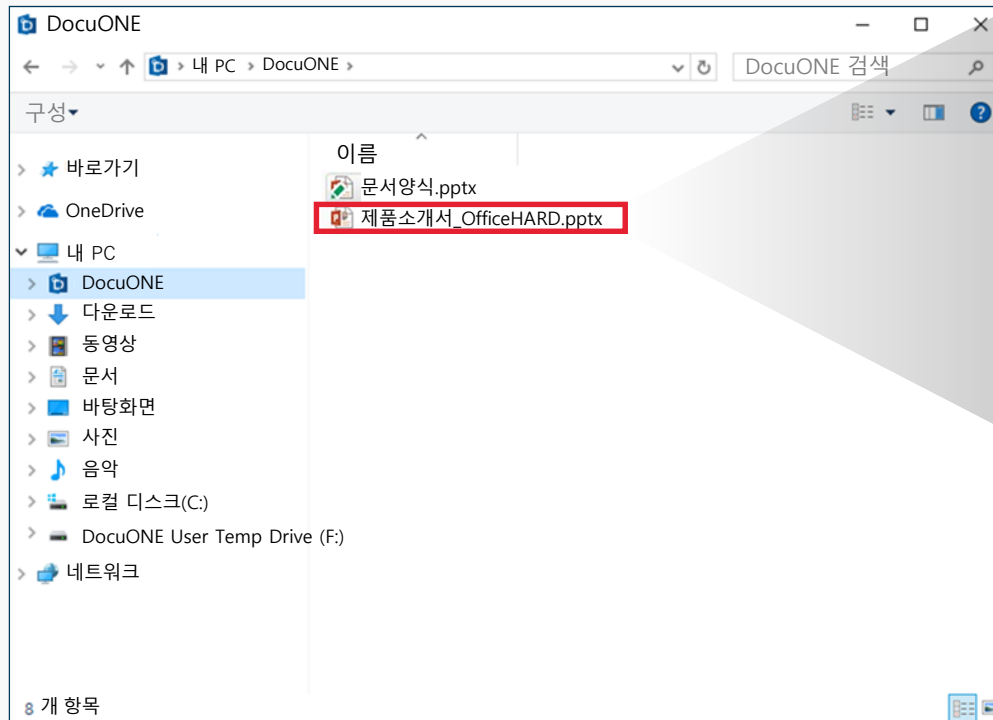 DocuONE
내 PC > DocuONE >
DocuONE 검색
구성
이름
문서양식.pptx
제품소개서_OfficeHARD.pptx
바로가기
OneDrive
내 PC
DocuONE
다운로드
동영상
문서
바탕화면
사진
음악
로컬 디스크(C:)
DocuONE User Temp Drive (F:)
네트워크
8 개 항목